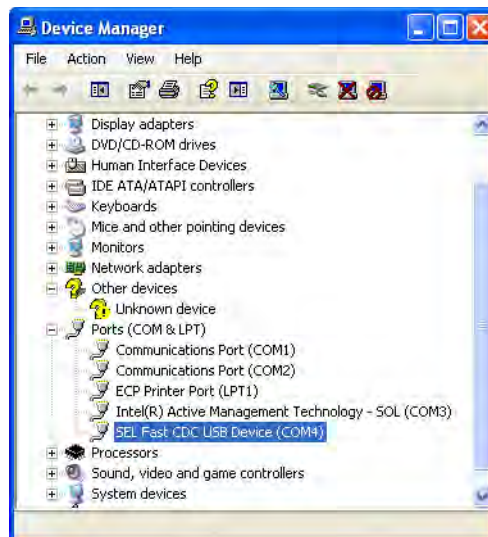 Device Manager
File Action View Help
Display adapters
DVD/CD-ROM drives
Human Interface Devices
IDE ATA/ATAPI controllers
Keyboards
Mice and other pointing devices
Monitors
Network adapters
Other devices
Unknown device
Ports (COM & LPT)
Communications Port (COM1)
Communications Port (COM2)
ECP Printer Port (LPT1)
Intel(R) Active Management Technology - SOL (COM3)
SEL Fast CDC USB Device (COM4)
Processors
Sound, video and game controllers
System devices